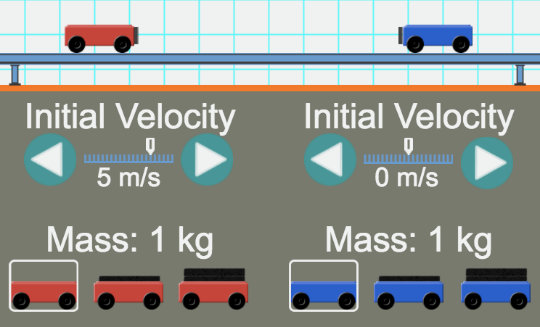 Initial Velocity
Initial Velocity
5 m/s
0 m/s
Mass: 1 kg
Mass: 1 kg